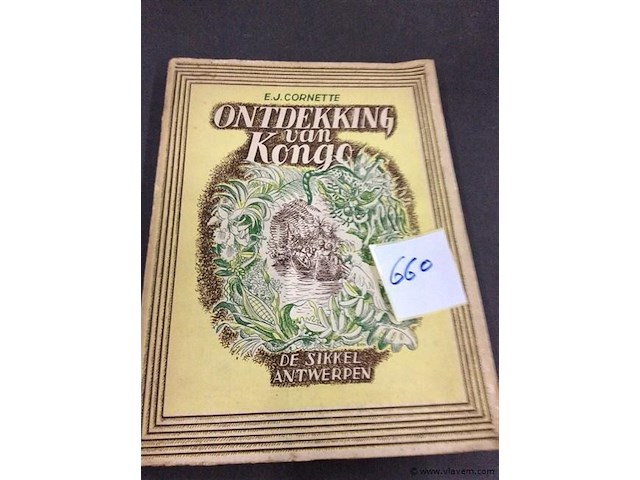 E.J. CORNETTE
ONTDEKKING
van
Kongo
660
DE SIKKEL
ANTWERPEN
© www.vlavem.com